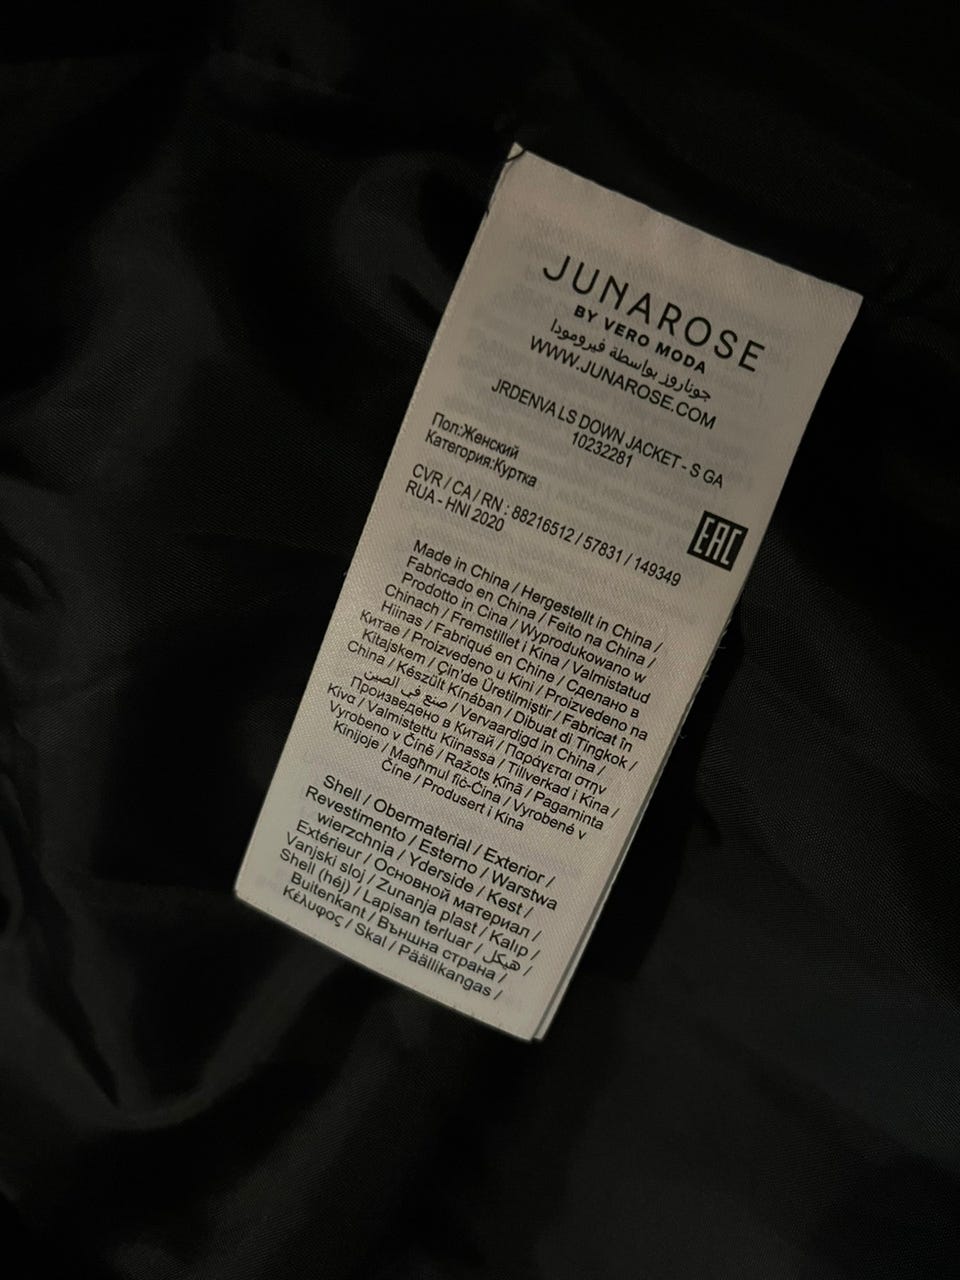 JUNAROSE
BY VERO MODA
جوناروز بواسطة فيرومودا
WWW.JUNAROSE.COM
JRDENVA LS DOWN JACKET - S GA
10232281
Пол:Женский
Категория:Куртка
CVR / CA / RN : 88216512 / 57831 / 149349
RUA - HNI 2020
EAC
Made in China / Hergestellt in China /
Fabricado en China / Feito na China /
Prodotto in Cina / Wyprodukowano w
Chinach / Fremstillet i Kina / Valmistatud
Hiinas / Fabriqué en Chine / Сделано в
Китае / Proizvedeno u Kini / Proizvedeno na
Kitajskem / Çin'de Üretilmiştir / Fabricat în
China / Készült Kínában / Dibuat di Tingkok /
صنع في الصين / Vervaardigd in China /
Произведено в Китай / Παράγεται στην
Κίνα / Valmistettu Kiinassa / Tillverkad i Kina /
Vyrobeno v Číně / Ražots Ķīnā / Pagaminta
Kinijoje / Magħmul fiċ-Ċina / Vyrobené v
Číne / Produsert i Kina
Shell / Obermaterial / Exterior /
Revestimento / Esterno / Warstwa
wierzchnia / Yderside / Kest /
Extérieur / Основной материал /
Vanjski sloj / Zunanja plast / Kalıp /
Shell (héj) / Lapisan terluar / هيكل /
Buitenkant / Външна страна /
Κέλυφος / Skal / Päällikangas /